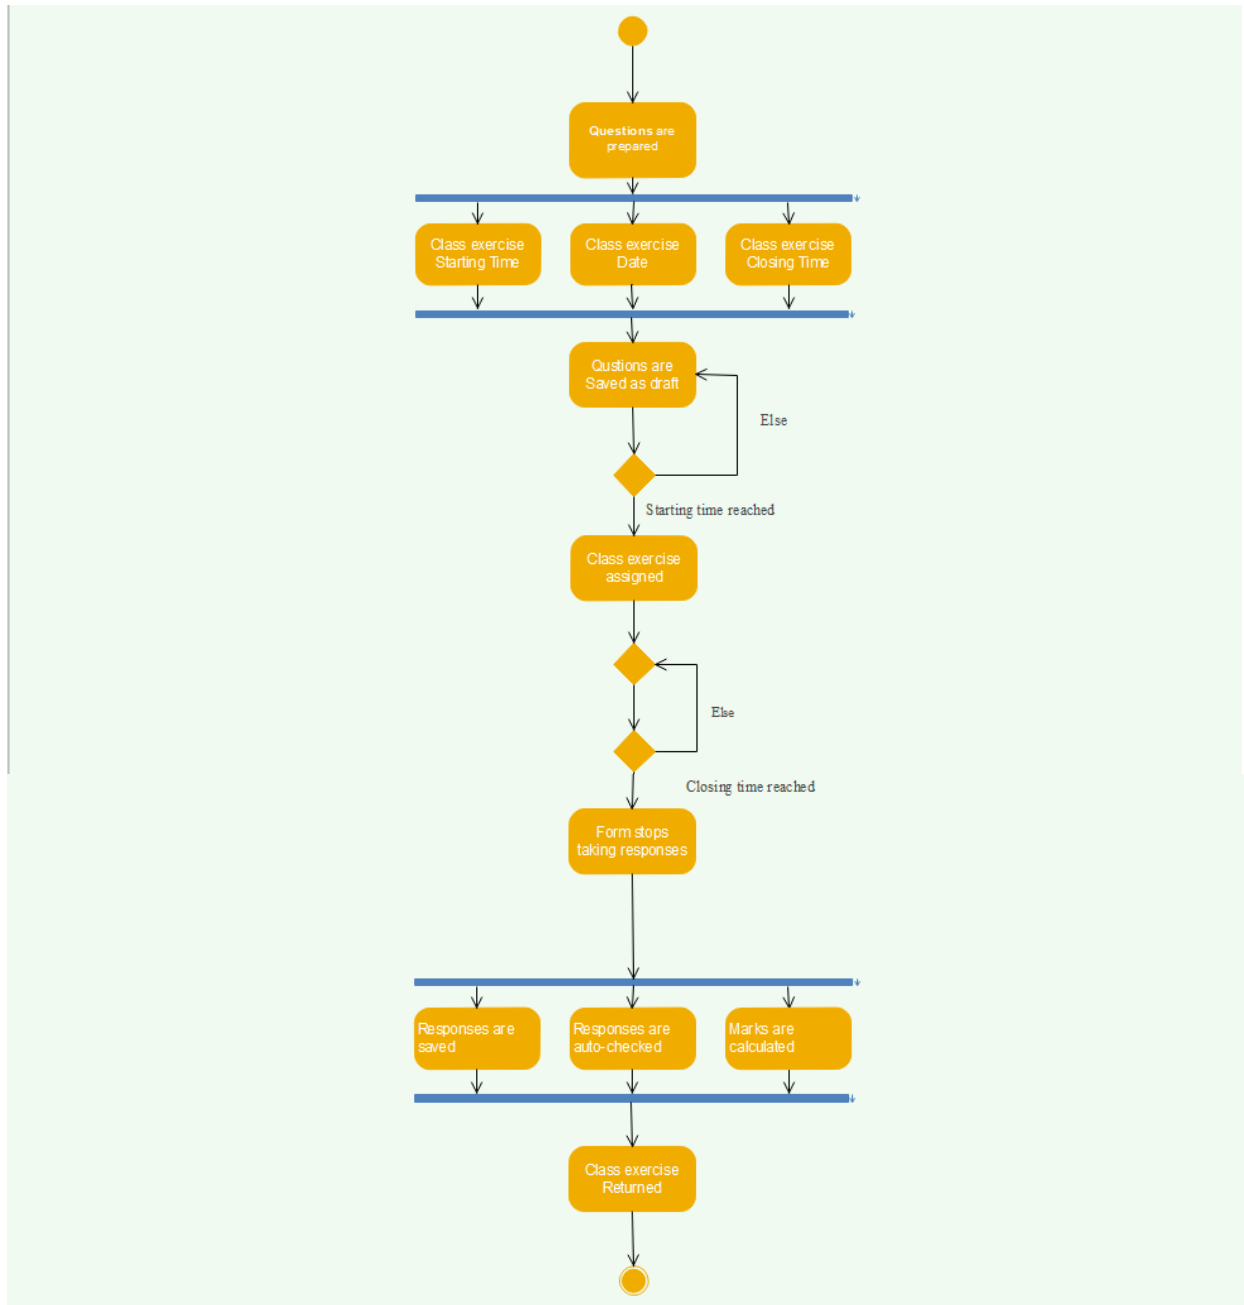 Questions are
prepared
Class exercise
Starting Time
Class exercise
Date
Class exercise
Closing Time
Qustions are
Saved as draft
Else
Starting time reached
Class exercise
assigned
Else
Closing time reached
Form stops
taking responses
Responses are
saved
Responses are
auto-checked
Marks are
calculated
Class exercise
Returned